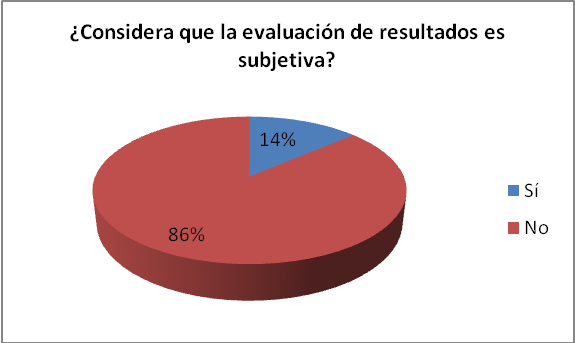 ¿Considera que la evaluación de resultados es
subjetiva?
14%
86%
Sí
No